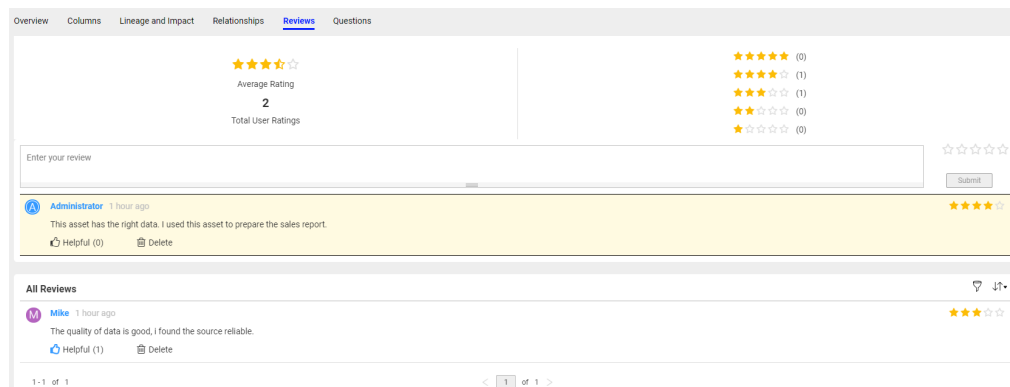 Overview Columns Lineage and Impact Relationships Reviews Questions
Average Rating
2
Total User Ratings
(0)
(1)
(1)
(0)
(0)
Enter your review
Submit
A Administrator 1 hour ago
This asset has the right data. I used this asset to prepare the sales report.
Helpful (0) Delete
All Reviews
M Mike 1 hour ago
The quality of data is good, i found the source reliable.
Helpful (1) Delete
1-1 of 1 < 1 of 1 >